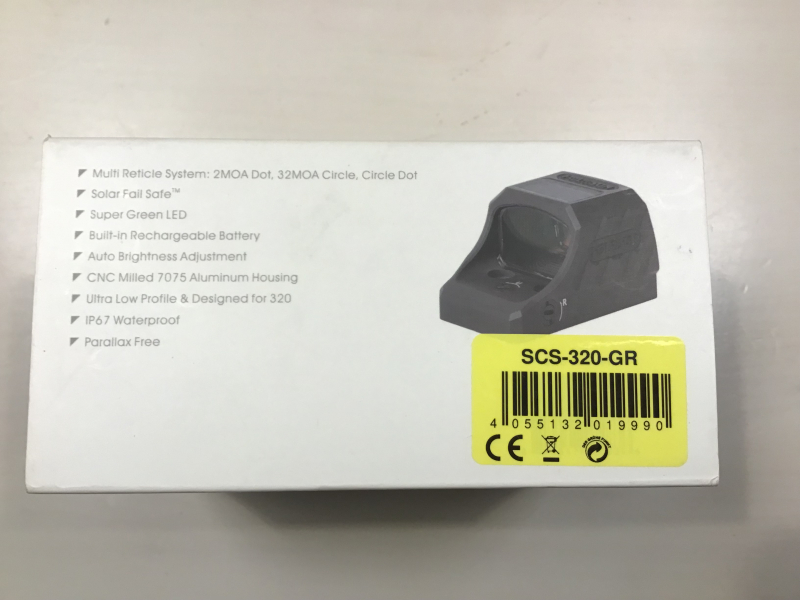 Multi Reticle System: 2MOA Dot, 32MOA Circle, Circle Dot
Solar Fail Safe™
Super Green LED
Built-in Rechargeable Battery
Auto Brightness Adjustment
CNC Milled 7075 Aluminum Housing
Ultra Low Profile & Designed for 320
IP67 Waterproof
Parallax Free
R
SCS-320-GR
4 055132 019990
CE